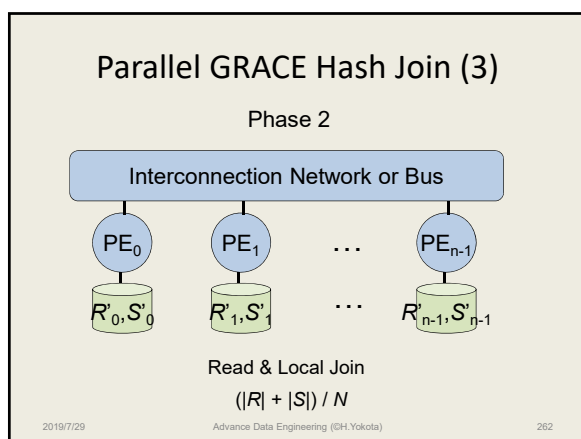 Parallel GRACE Hash Join (3)
Phase 2
Interconnection Network or Bus
PE0 PE1 … PEn-1
R'0,S'0 R'1,S'1 … R'n-1,S'n-1
Read & Local Join
(|R| + |S|) / N
2019/7/29 Advance Data Engineering (©H.Yokota) 262